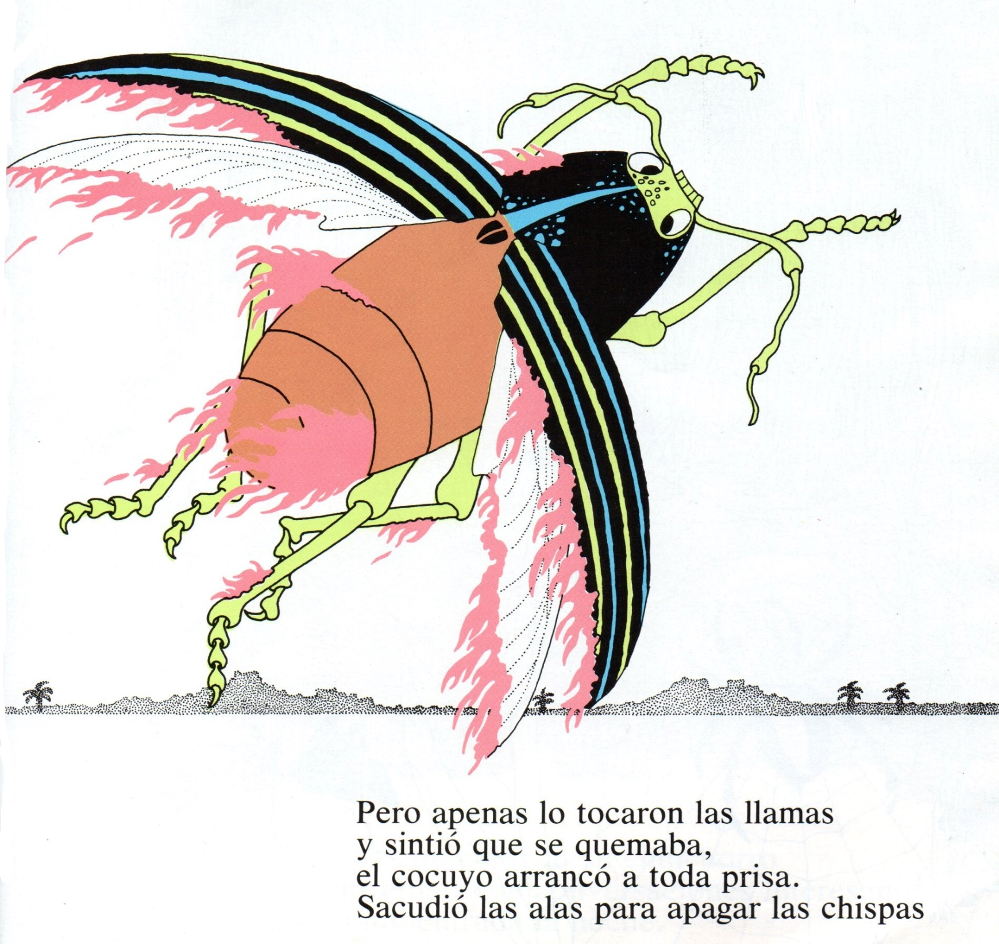 Pero apenas lo tocaron las llamas
y sintió que se quemaba,
el cocuyo arrancó a toda prisa.
Sacudió las alas para apagar las chispas